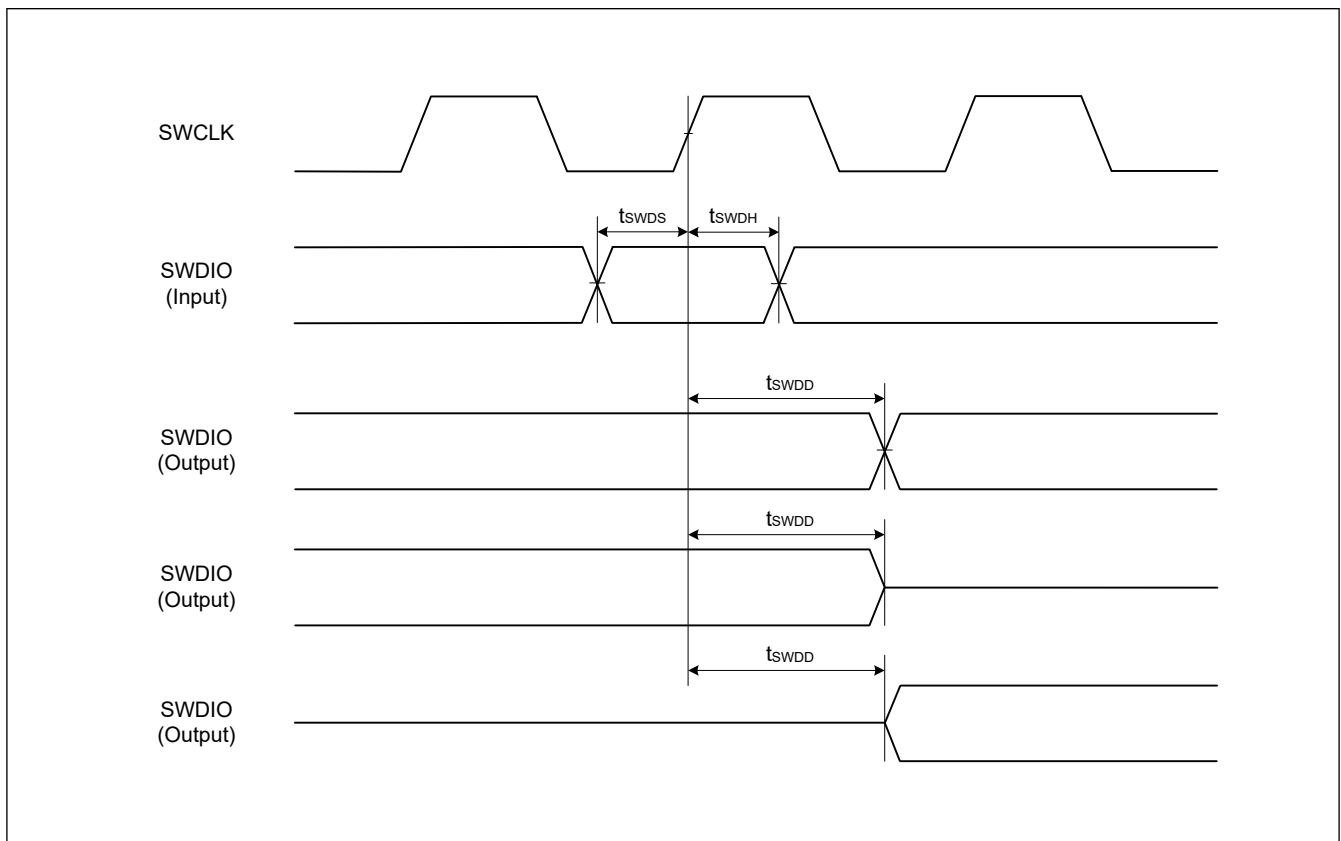 SWCLK
tSWDS
tSWDH
SWDIO
(Input)
tSWDD
SWDIO
(Output)
tSWDD
SWDIO
(Output)
tSWDD
SWDIO
(Output)